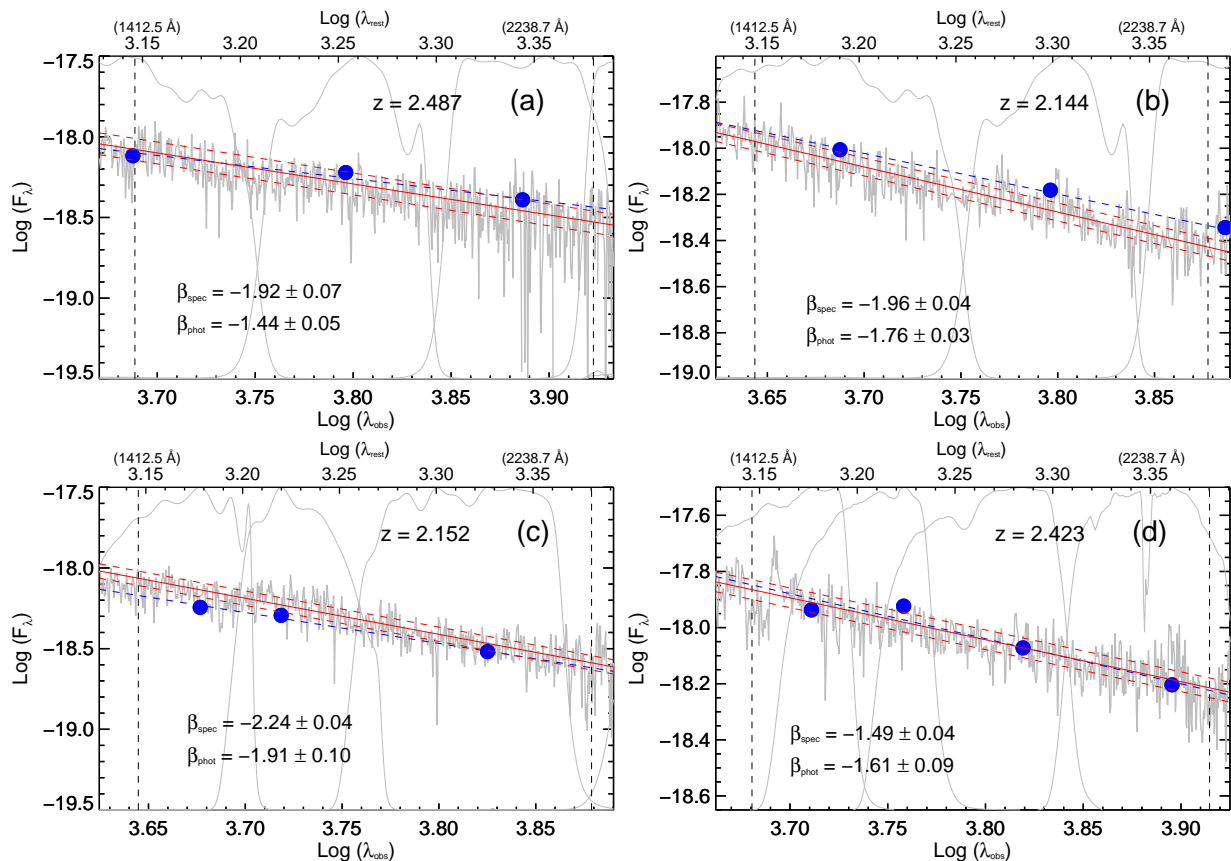 Log (λrest)
(1412.5 Å) (2238.7 Å)
3.15 3.20 3.25 3.30 3.35
−17.5
−18.0
−18.5
−19.0
−19.5
Log (Fλ)
z = 2.487 (a)
βspec = −1.92 ± 0.07
βphot = −1.44 ± 0.05
3.70 3.75 3.80 3.85 3.90
Log (λobs)
Log (λrest)
(1412.5 Å) (2238.7 Å)
3.15 3.20 3.25 3.30 3.35
−17.8
−18.0
−18.2
−18.4
−18.6
−18.8
−19.0
Log (Fλ)
z = 2.144 (b)
βspec = −1.96 ± 0.04
βphot = −1.76 ± 0.03
3.65 3.70 3.75 3.80 3.85
Log (λobs)
Log (λrest)
(1412.5 Å) (2238.7 Å)
3.15 3.20 3.25 3.30 3.35
−17.5
−18.0
−18.5
−19.0
−19.5
Log (Fλ)
z = 2.152 (c)
βspec = −2.24 ± 0.04
βphot = −1.91 ± 0.10
3.65 3.70 3.75 3.80 3.85
Log (λobs)
Log (λrest)
(1412.5 Å) (2238.7 Å)
3.15 3.20 3.25 3.30 3.35
−17.6
−17.8
−18.0
−18.2
−18.4
−18.6
Log (Fλ)
z = 2.423 (d)
βspec = −1.49 ± 0.04
βphot = −1.61 ± 0.09
3.70 3.75 3.80 3.85 3.90
Log (λobs)